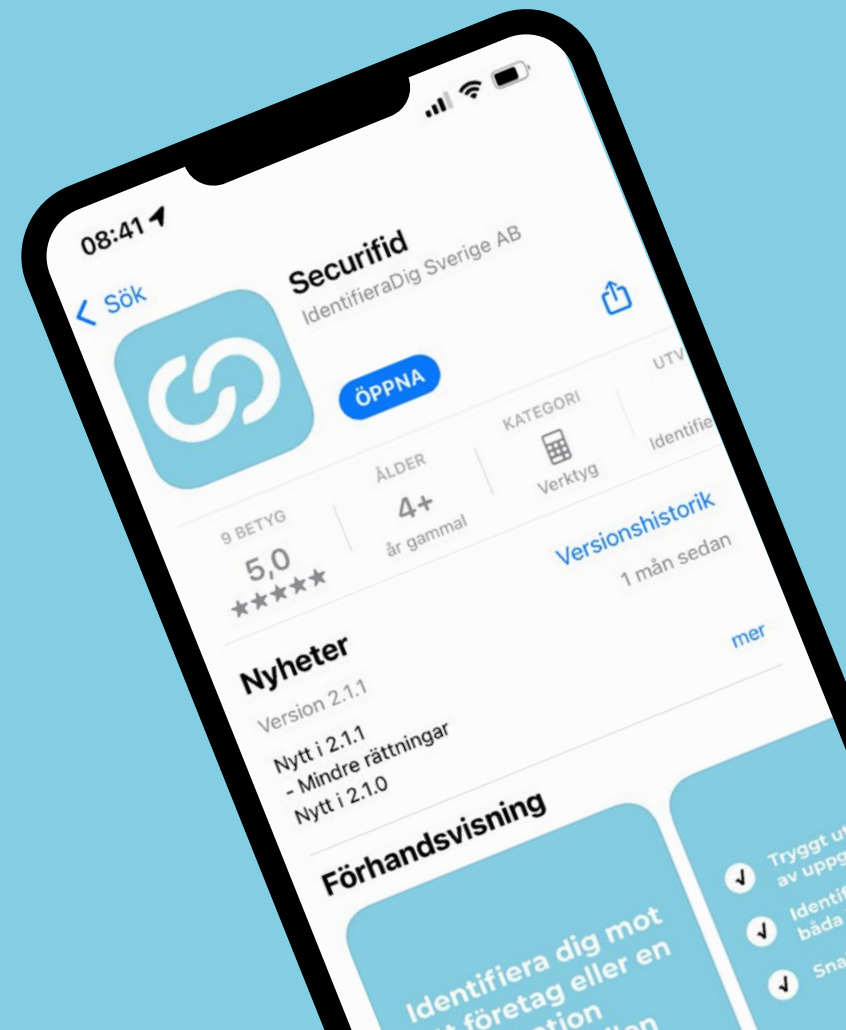 08:41
Sök
Securifid
IdentifieraDig Sverige AB
ÖPPNA
9 BETYG
5,0
ÅLDER
4+
år gammal
KATEGORI
Verktyg
Versionshistorik
1 mån sedan
Nyheter
Version 2.1.1
mer
Nytt i 2.1.1
- Mindre rättningar
Nytt i 2.1.0
Förhandsvisning
Identifiera dig mot
företag eller en
Tryggt
båda